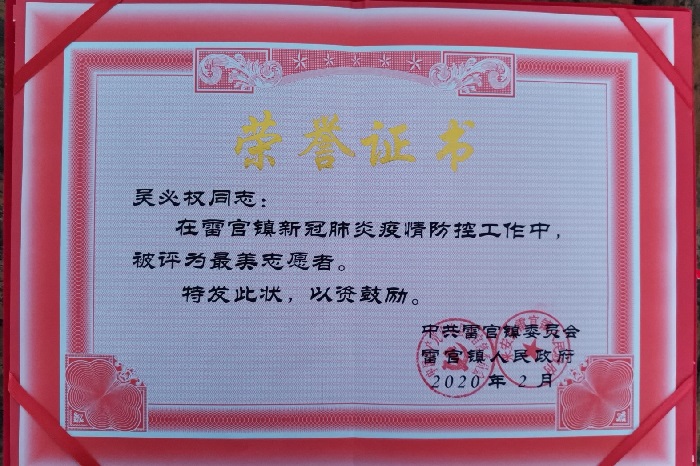 荣誉证书
吴必权同志：
在雷官镇新冠肺炎疫情防控工作中，
被评为最美志愿者。
特发此状，以资鼓励。
中共雷官镇委员会
雷官镇人民政府
2020年2月